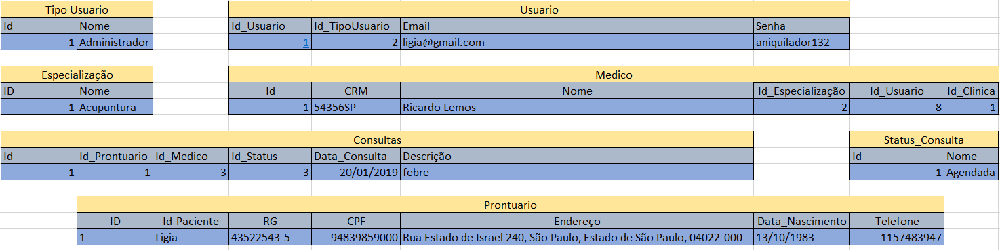 Tipo Usuario Usuario
Id Nome Id_Usuario Id_TipoUsuario Email Senha
1 Administrador 1 2 ligia@gmail.com aniquilador132
Especialização Medico
ID Nome Id CRM Nome Id_Especialização Id_Usuario Id_Clinica
1 Acupuntura 1 54356SP Ricardo Lemos 2 8 1
Consultas Status_Consulta
Id Id_Prontuario Id_Medico Id_Status Data_Consulta Descrição Id Nome
1 1 3 3 20/01/2019 febre 1 Agendada
Prontuario
ID Id-Paciente RG CPF Endereço Data_Nascimento Telefone
1 Ligia 43522543-5 94839859000 Rua Estado de Israel 240, São Paulo, Estado de São Paulo, 04022-000 13/10/1983 1157483947